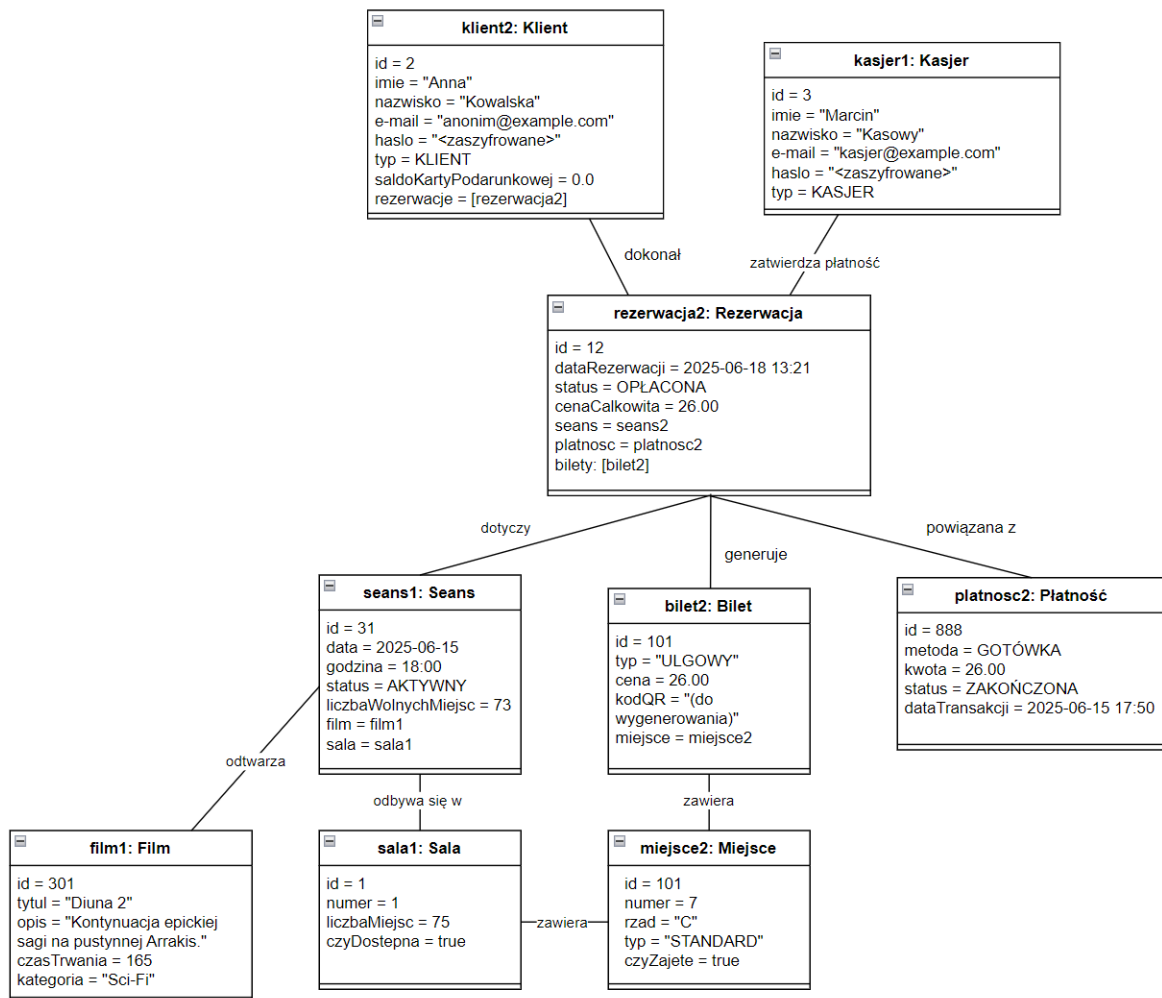 klient2: Klient
id = 2
imie = "Anna"
nazwisko = "Kowalska"
e-mail = "anonim@example.com"
haslo = "<zaszyfrowane>"
typ = KLIENT
saldoKartyPodarunkowej = 0.0
rezerwacje = [rezerwacja2]
kasjer1: Kasjer
id = 3
imie = "Marcin"
nazwisko = "Kasowy"
e-mail = "kasjer@example.com"
haslo = "<zaszyfrowane>"
typ = KASJER
dokonał
zatwierdza płatność
rezerwacja2: Rezerwacja
id = 12
dataRezerwacji = 2025-06-18 13:21
status = OPŁACONA
cenaCalkowita = 26.00
seans = seans2
platnosc = platnosc2
bilety: [bilet2]
dotyczy
generuje
powiązana z
seans1: Seans
id = 31
data = 2025-06-15
godzina = 18:00
status = AKTYWNY
liczbaWolnychMiejsc = 73
film = film1
sala = sala1
bilet2: Bilet
id = 101
typ = "ULGOWY"
cena = 26.00
kodQR = "(do
wygenerowania)"
miejsce = miejsce2
platnosc2: Płatność
id = 888
metoda = GOTÓWKA
kwota = 26.00
status = ZAKOŃCZONA
dataTransakcji = 2025-06-15 17:50
odtwarza
odbywa się w
zawiera
film1: Film
id = 301
tytul = "Diuna 2"
opis = "Kontynuacja epickiej
sagi na pustynnej Arrakis."
czasTrwania = 165
kategoria = "Sci-Fi"
sala1: Sala
id = 1
numer = 1
liczbaMiejsc = 75
czyDostepna = true
zawiera
miejsce2: Miejsce
id = 101
numer = 7
rzad = "C"
typ = "STANDARD"
czyZajete = true